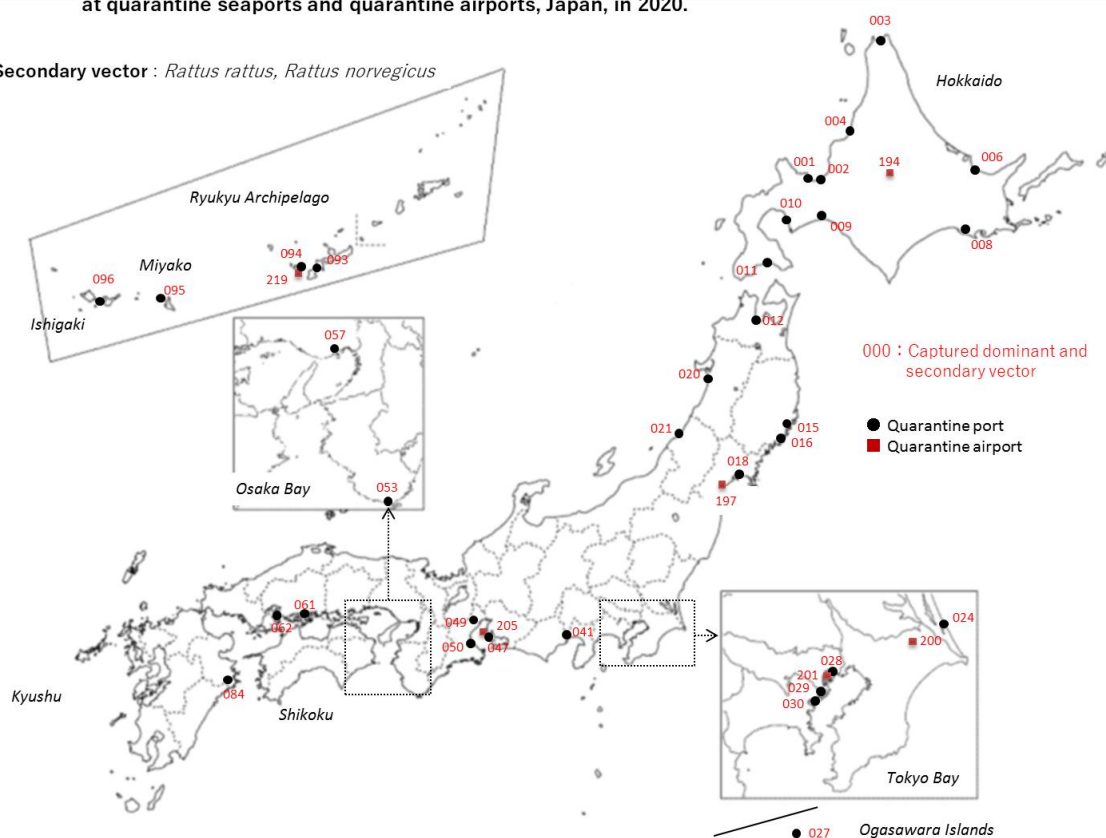 at quarantine seaports and quarantine airports, Japan, in 2020.
Secondary vector : Rattus rattus, Rattus norvegicus
003
Hokkaido
004
001
002
194
006
010
009
008
011
Ryukyu Archipelago
094
093
219
Miyako
096
095
Ishigaki
012
057
000：Captured dominant and
secondary vector
020
015
021
016
Quarantine port
Quarantine airport
018
197
Osaka Bay
053
061
062
049
205
050
047
041
024
200
028
201
029
030
084
Kyushu
Shikoku
Tokyo Bay
027
Ogasawara Islands